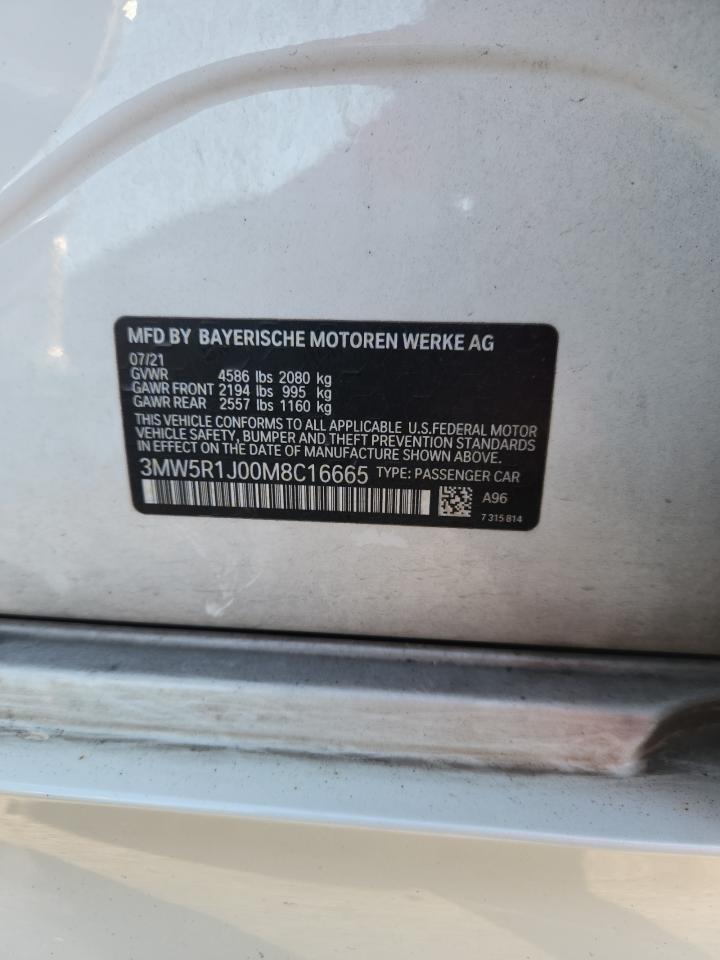 MFD BY BAYERISCHE MOTOREN WERKE AG
07/21
GVWR 4586 lbs 2080 kg
GAWR FRONT 2194 lbs 995 kg
GAWR REAR 2557 lbs 1160 kg
THIS VEHICLE CONFORMS TO ALL APPLICABLE U.S.FEDERAL MOTOR
VEHICLE SAFETY, BUMPER AND THEFT PREVENTION STANDARDS
IN EFFECT ON DATE OF MANUFACTURE SHOWN ABOVE.
3MW5R1J00M8C16665 TYPE: PASSENGER CAR
A96
7 315 814